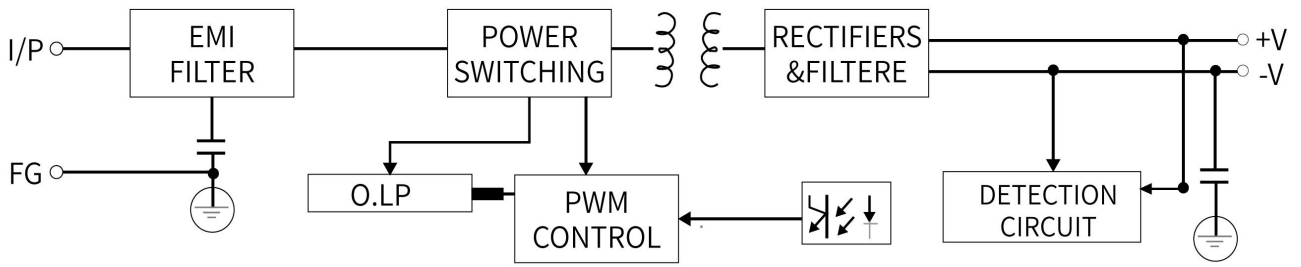 I/P
EMI
FILTER
POWER
SWITCHING
RECTIFIERS
&FILTERE
+V
-V
FG
O.LP
PWM
CONTROL
DETECTION
CIRCUIT